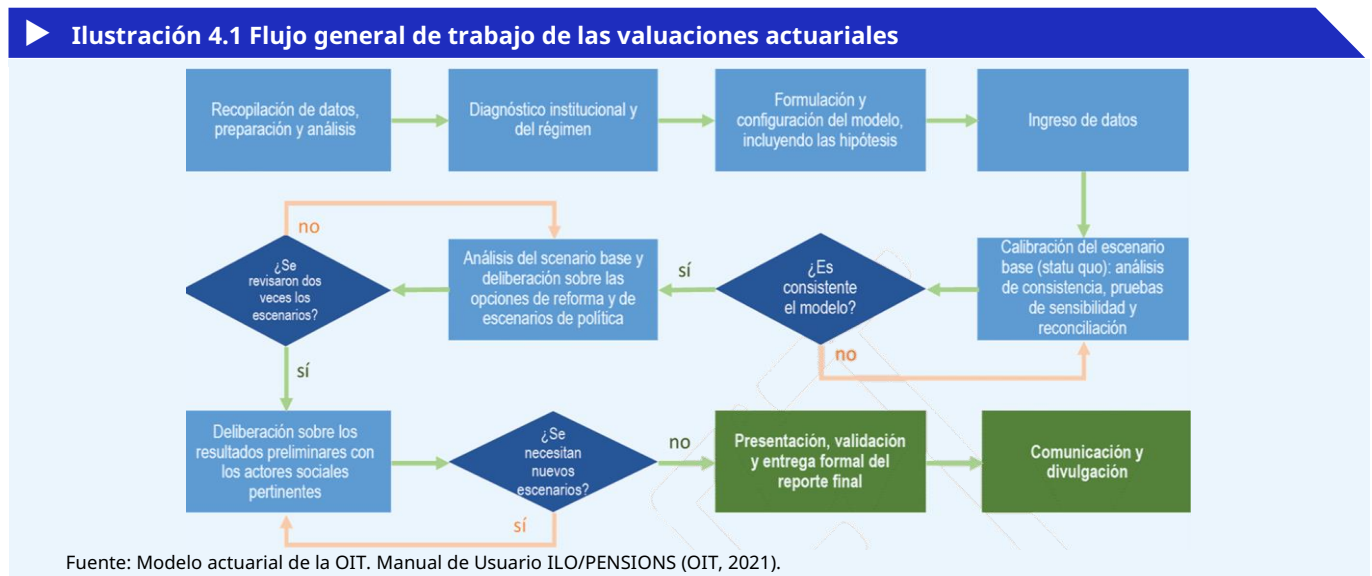 Ilustración 4.1 Flujo general de trabajo de las valuaciones actuariales
Recopilación de datos,
preparación y análisis
Diagnóstico institucional y
del régimen
Formulación y
configuración del modelo,
incluyendo las hipótesis
Ingreso de datos
Calibración del escenario
base (statu quo): análisis
de consistencia, pruebas
de sensibilidad y
reconciliación
¿Es
consistente
el modelo?
no
sí
Análisis del scenario base y
deliberación sobre las
opciones de reforma y de
escenarios de política
¿Se
revisaron dos
veces los
escenarios?
no
sí
Deliberación sobre los
resultados preliminares con
los actores sociales
pertinentes
¿Se
necesitan
nuevos
escenarios?
sí
no
Presentación, validación
y entrega formal del
reporte final
Comunicación y
divulgación
Fuente: Modelo actuarial de la OIT. Manual de Usuario ILO/PENSIONS (OIT, 2021).